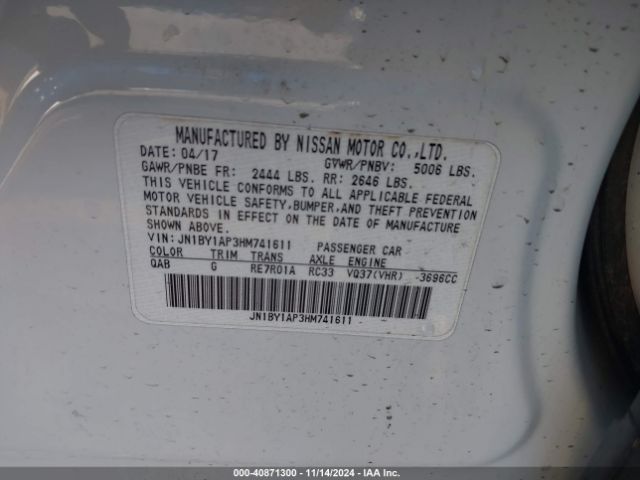 MANUFACTURED BY NISSAN MOTOR CO.,LTD.
DATE: 04/17 GVWR/PNBV: 5006 LBS.
GAWR/PNBE FR: 2444 LBS. RR: 2646 LBS.
THIS VEHICLE CONFORMS TO ALL APPLICABLE FEDERAL
MOTOR VEHICLE SAFETY,BUMPER,AND THEFT PREVENTION
STANDARDS IN EFFECT ON THE DATE OF MANUFACTURE
SHOWN ABOVE.
VIN: JN1BY1AP3HM741611 PASSENGER CAR
COLOR TRIM TRANS AXLE ENGINE
QAB G RE7R01A RC33 VQ37(VHR) -3696CC
JN1BY1AP3HM741611
000-40871300 - 11/14/2024 - IAA Inc.